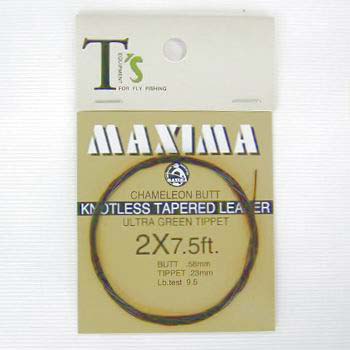 T's
EQUIPMENT
FOR FLY FISHING
MAXIMA
MAXIMA
CHAMELEON BUTT
KNOTLESS TAPERED LEADER
ULTRA GREEN TIPPET
2X7.5ft.
BUTT .56mm
TIPPET .23mm
Lb.test 9.5